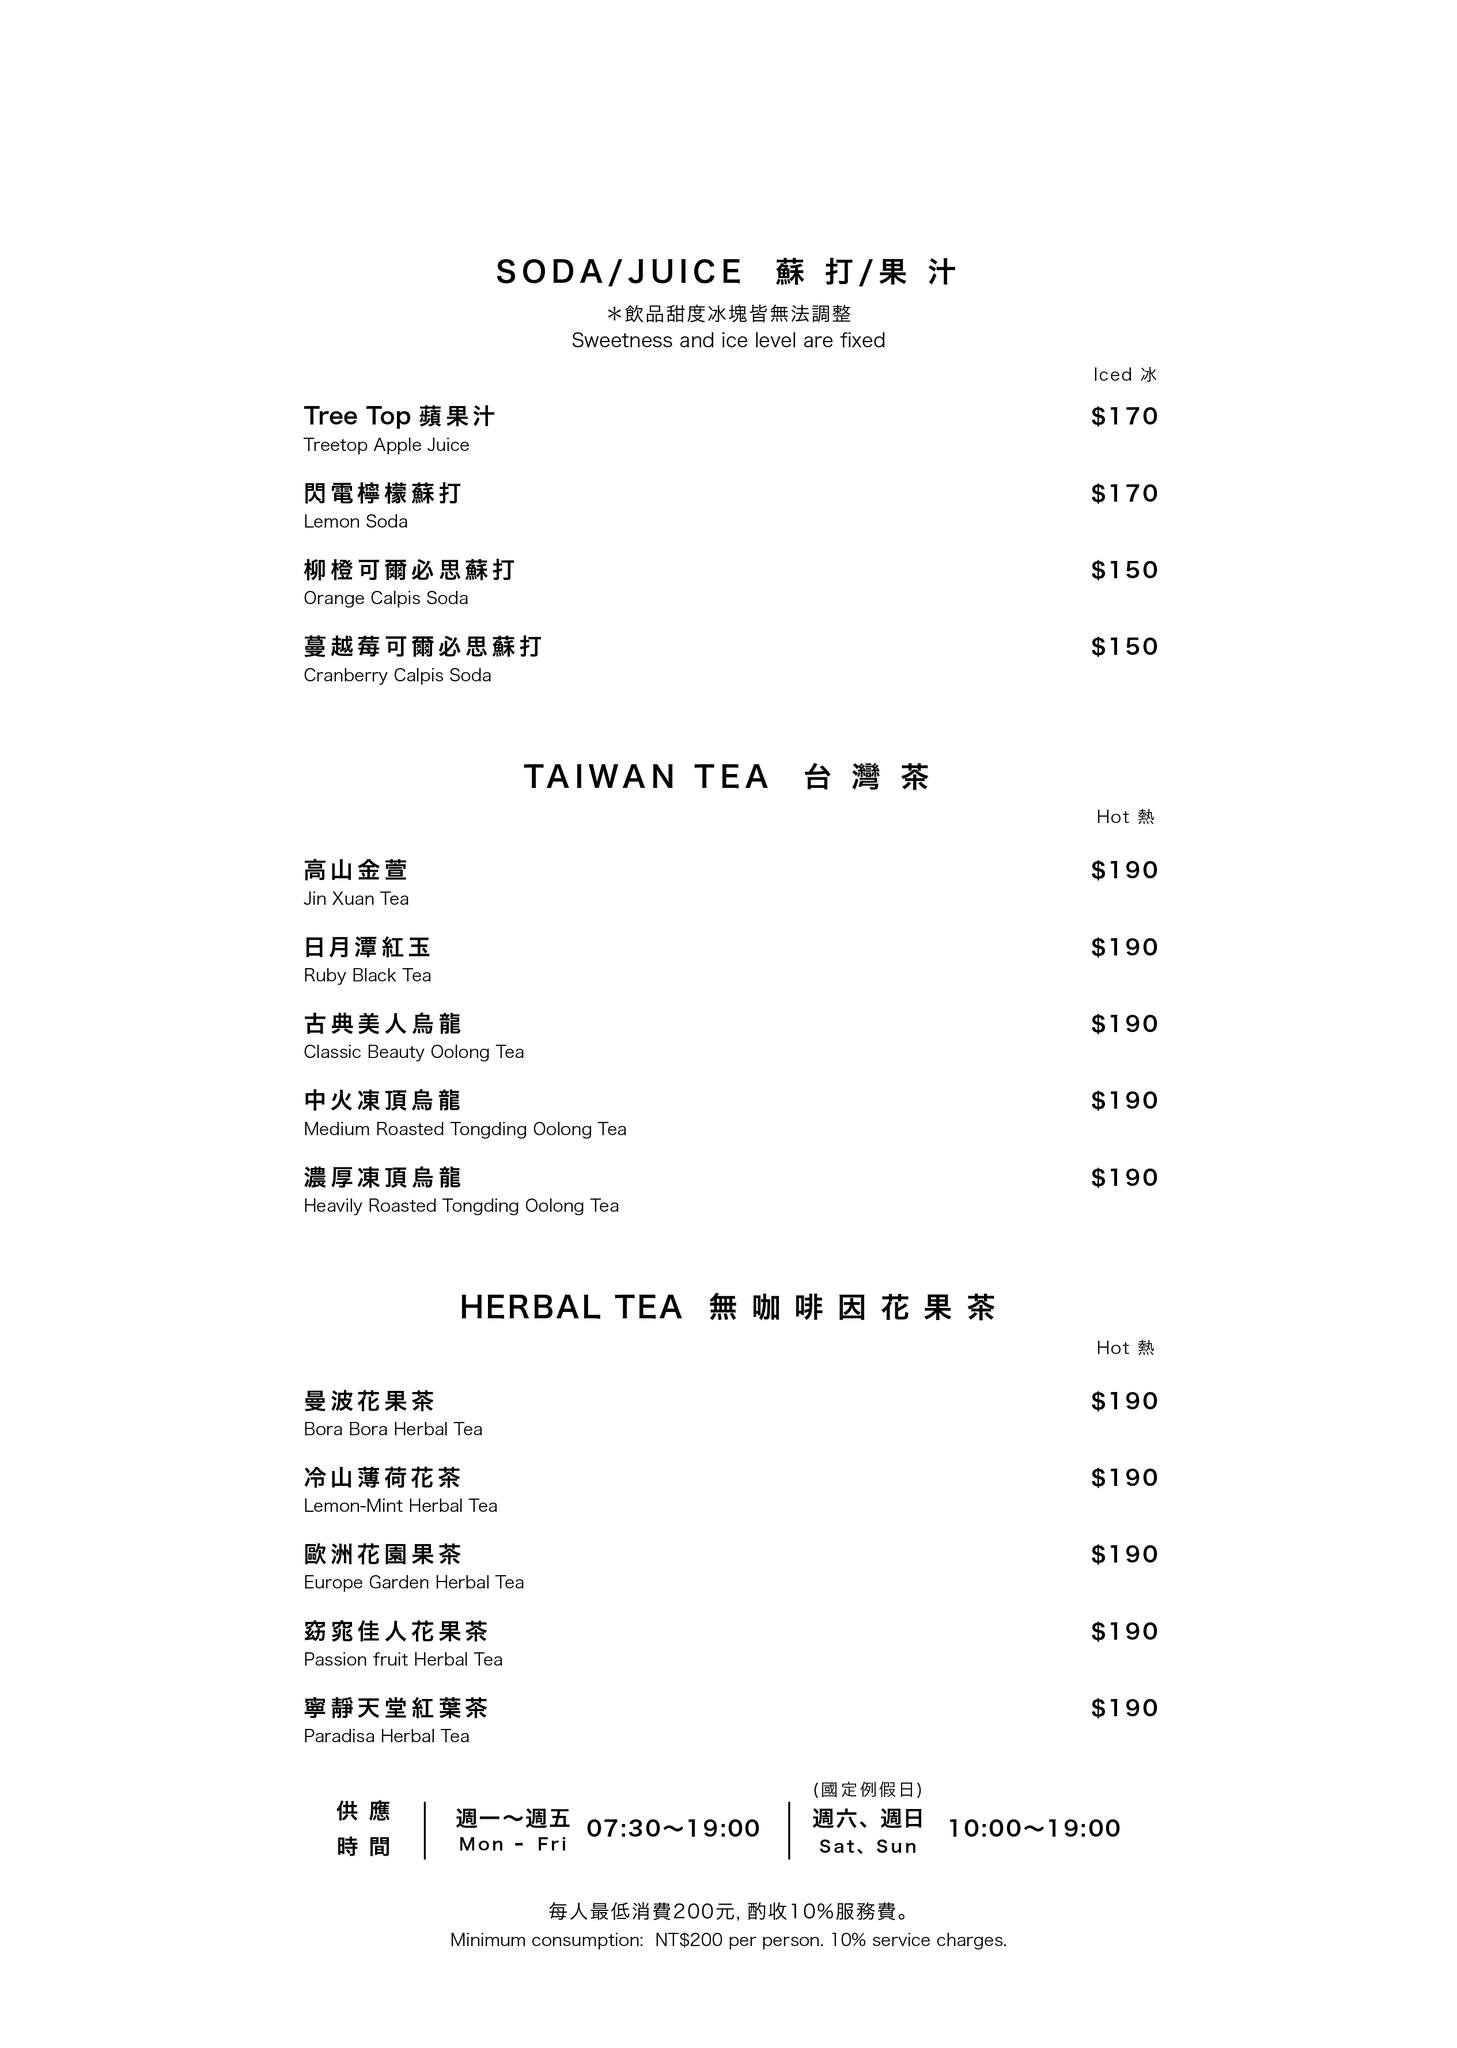 SODA/JUICE 蘇打/果汁
＊飲品甜度冰塊皆無法調整
Sweetness and ice level are fixed
Iced 冰
Tree Top 蘋果汁 $170
Treetop Apple Juice
閃電檸檬蘇打 $170
Lemon Soda
柳橙可爾必思蘇打 $150
Orange Calpis Soda
蔓越莓可爾必思蘇打 $150
Cranberry Calpis Soda
TAIWAN TEA 台灣茶
Hot 熱
高山金萱 $190
Jin Xuan Tea
日月潭紅玉 $190
Ruby Black Tea
古典美人烏龍 $190
Classic Beauty Oolong Tea
中火凍頂烏龍 $190
Medium Roasted Tongding Oolong Tea
濃厚凍頂烏龍 $190
Heavily Roasted Tongding Oolong Tea
HERBAL TEA 無咖啡因花果茶
Hot 熱
曼波花果茶 $190
Bora Bora Herbal Tea
冷山薄荷花茶 $190
Lemon-Mint Herbal Tea
歐洲花園果茶 $190
Europe Garden Herbal Tea
窈窕佳人花果茶 $190
Passion fruit Herbal Tea
寧靜天堂紅葉茶 $190
Paradisa Herbal Tea
供應時間
週一～週五 07:30～19:00
Mon - Fri
(國定例假日)
週六、週日 10:00～19:00
Sat、Sun
每人最低消費200元, 酌收10%服務費。
Minimum consumption: NT$200 per person. 10% service charges.